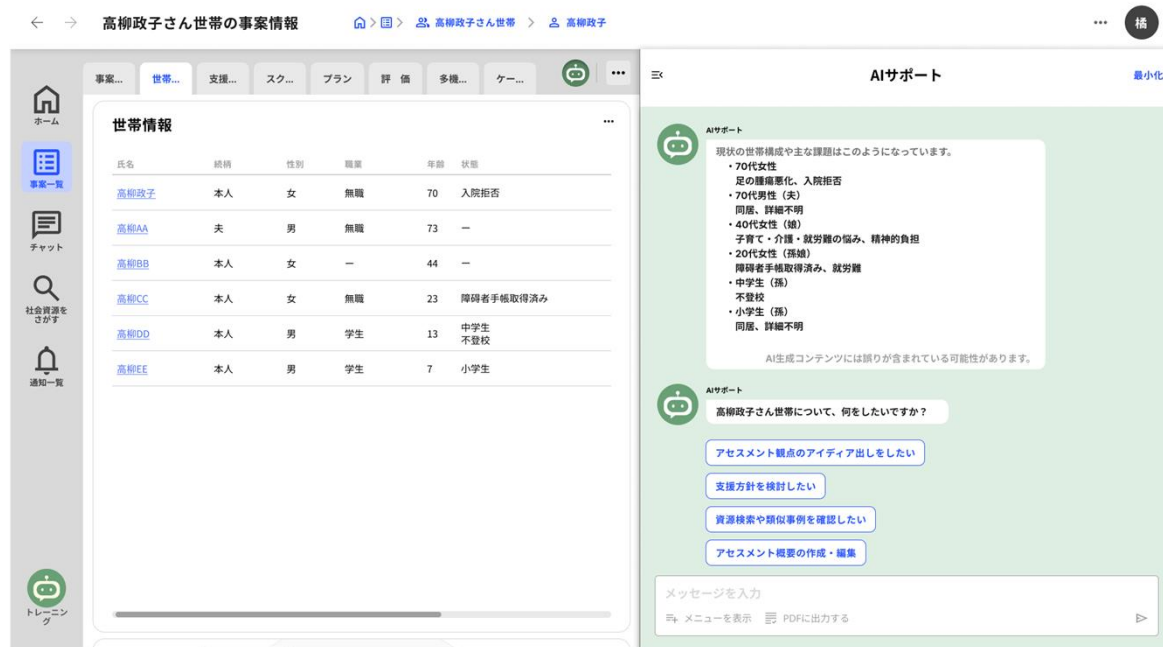 高柳政子さん世帯の事案情報
高柳政子さん世帯
高柳政子
橘
ホーム
事案一覧
チャット
社会資源を
さがす
通知一覧
トレーニン
グ
事案...
世帯...
支援...
スク...
プラン
評 価
多機...
ケー...
世帯情報
氏名 続柄 性別 職業 年齢 状態
高柳政子 本人 女 無職 70 入院拒否
高柳AA 夫 男 無職 73 ー
高柳BB 本人 女 ー 44 ー
高柳CC 本人 女 無職 23 障碍者手帳取得済み
高柳DD 本人 男 学生 13 中学生
不登校
高柳EE 本人 男 学生 7 小学生
AIサポート
最小化
AIサポート
現状の世帯構成や主な課題はこのようになっています。
・70代女性
足の腫瘍悪化、入院拒否
・70代男性（夫）
同居、詳細不明
・40代女性（娘）
子育て・介護・就労難の悩み、精神的負担
・20代女性（孫娘）
障碍者手帳取得済み、就労難
・中学生（孫）
不登校
・小学生（孫）
同居、詳細不明
AI生成コンテンツには誤りが含まれている可能性があります。
AIサポート
高柳政子さん世帯について、何をしたいですか？
アセスメント観点のアイディア出しをしたい
支援方針を検討したい
資源検索や類似事例を確認したい
アセスメント概要の作成・編集
メッセージを入力
メニューを表示 PDFに出力する